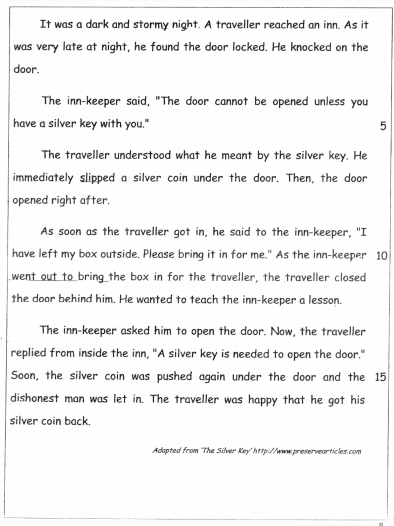 It was a dark and stormy night. A traveller reached an inn. As it
was very late at night, he found the door locked. He knocked on the
door.
The inn-keeper said, "The door cannot be opened unless you
have a silver key with you." 5
The traveller understood what he meant by the silver key. He
immediately slipped a silver coin under the door. Then, the door
opened right after.
As soon as the traveller got in, he said to the inn-keeper, "I
have left my box outside. Please bring it in for me." As the inn-keeper 10
went out to bring the box in for the traveller, the traveller closed
the door behind him. He wanted to teach the inn-keeper a lesson.
The inn-keeper asked him to open the door. Now, the traveller
replied from inside the inn, "A silver key is needed to open the door."
Soon, the silver coin was pushed again under the door and the 15
dishonest man was let in. The traveller was happy that he got his
silver coin back.
Adapted from 'The Silver Key' http://www.preservearticles.com